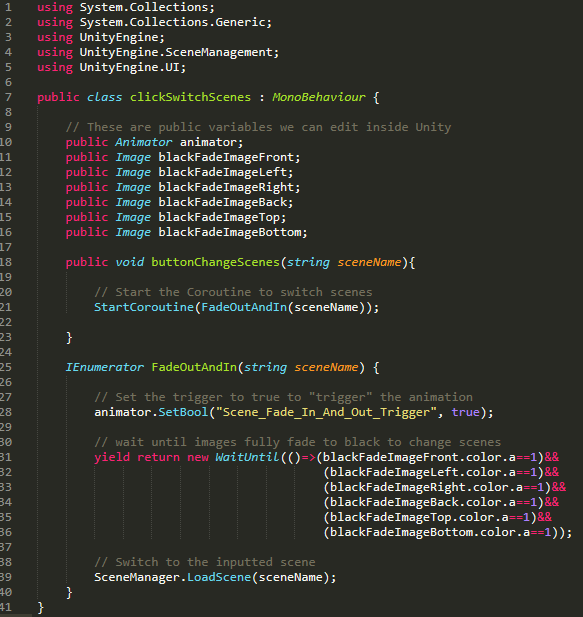 1 using System.Collections;
2 using System.Collections.Generic;
3 using UnityEngine;
4 using UnityEngine.SceneManagement;
5 using UnityEngine.UI;
6
7 public class clickSwitchScenes : MonoBehaviour {
8
9 // These are public variables we can edit inside Unity
10 public Animator animator;
11 public Image blackFadeImageFront;
12 public Image blackFadeImageLeft;
13 public Image blackFadeImageRight;
14 public Image blackFadeImageBack;
15 public Image blackFadeImageTop;
16 public Image blackFadeImageBottom;
17
18 public void buttonChangeScenes(string sceneName){
19
20 // Start the Coroutine to switch scenes
21 StartCoroutine(FadeOutAndIn(sceneName));
22
23 }
24
25 IEnumerator FadeOutAndIn(string sceneName) {
26
27 // Set the trigger to true to "trigger" the animation
28 animator.SetBool("Scene_Fade_In_And_Out_Trigger", true);
29
30 // wait until images fully fade to black to change scenes
31 yield return new WaitUntil(()=>(blackFadeImageFront.color.a==1)&&
32 (blackFadeImageLeft.color.a==1)&&
33 (blackFadeImageRight.color.a==1)&&
34 (blackFadeImageBack.color.a==1)&&
35 (blackFadeImageTop.color.a==1)&&
36 (blackFadeImageBottom.color.a==1));
37
38 // Switch to the inputted scene
39 SceneManager.LoadScene(sceneName);
40 }
41 }